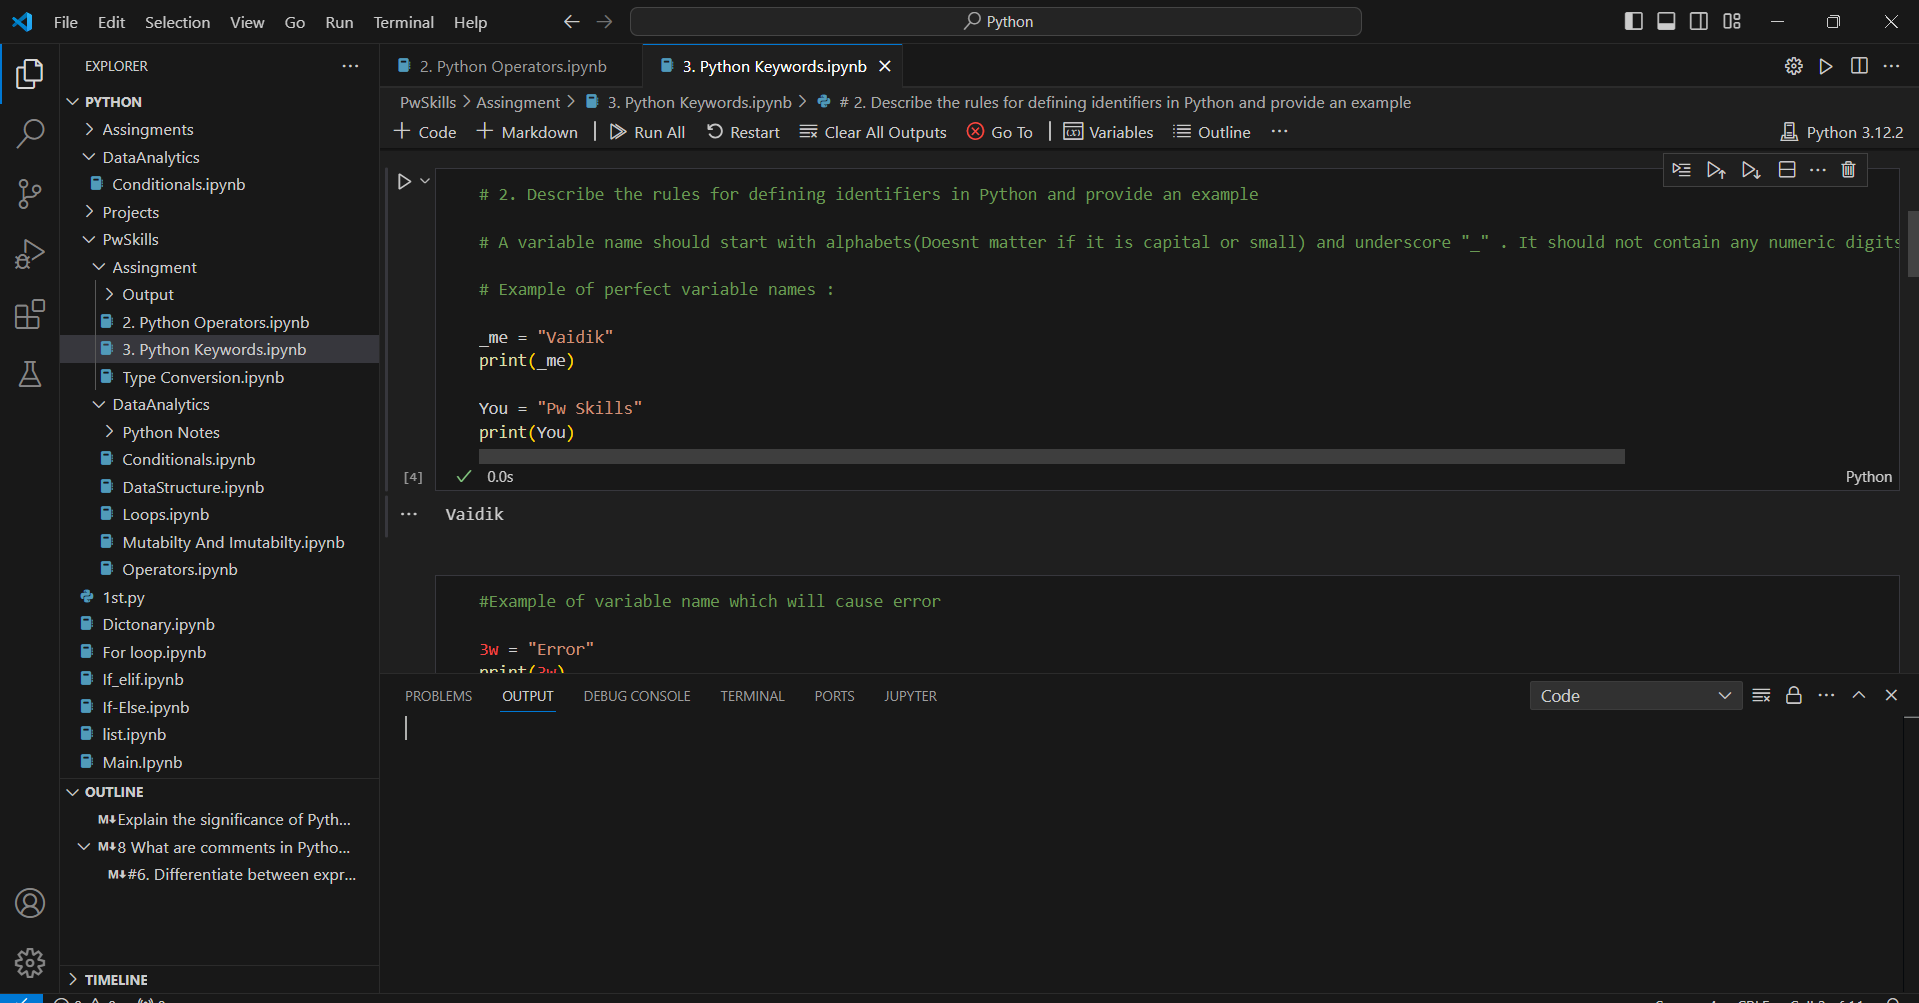 File Edit Selection View Go Run Terminal Help
Python
EXPLORER
PYTHON
Assingments
DataAnalytics
Conditionals.ipynb
Projects
PwSkills
Assingment
Output
2. Python Operators.ipynb
3. Python Keywords.ipynb
Type Conversion.ipynb
DataAnalytics
Python Notes
Conditionals.ipynb
DataStructure.ipynb
Loops.ipynb
Mutabilty And Imutabilty.ipynb
Operators.ipynb
1st.py
Dictonary.ipynb
For loop.ipynb
If_elif.ipynb
If-Else.ipynb
list.ipynb
Main.Ipynb
OUTLINE
M↓Explain the significance of Pyth...
M↓8 What are comments in Pytho...
M↓#6. Differentiate between expr...
TIMELINE
2. Python Operators.ipynb 3. Python Keywords.ipynb
PwSkills > Assingment > 3. Python Keywords.ipynb > # 2. Describe the rules for defining identifiers in Python and provide an example
+ Code + Markdown | Run All Restart Clear All Outputs Go To | Variables Outline ... Python 3.12.2
# 2. Describe the rules for defining identifiers in Python and provide an example
# A variable name should start with alphabets(Doesnt matter if it is capital or small) and underscore "_" . It should not contain any numeric digits
# Example of perfect variable names :
_me = "Vaidik"
print(_me)
You = "Pw Skills"
print(You)
[4] 0.0s Python
... Vaidik
#Example of variable name which will cause error
3w = "Error"
print(3w)
PROBLEMS OUTPUT DEBUG CONSOLE TERMINAL PORTS JUPYTER
Code